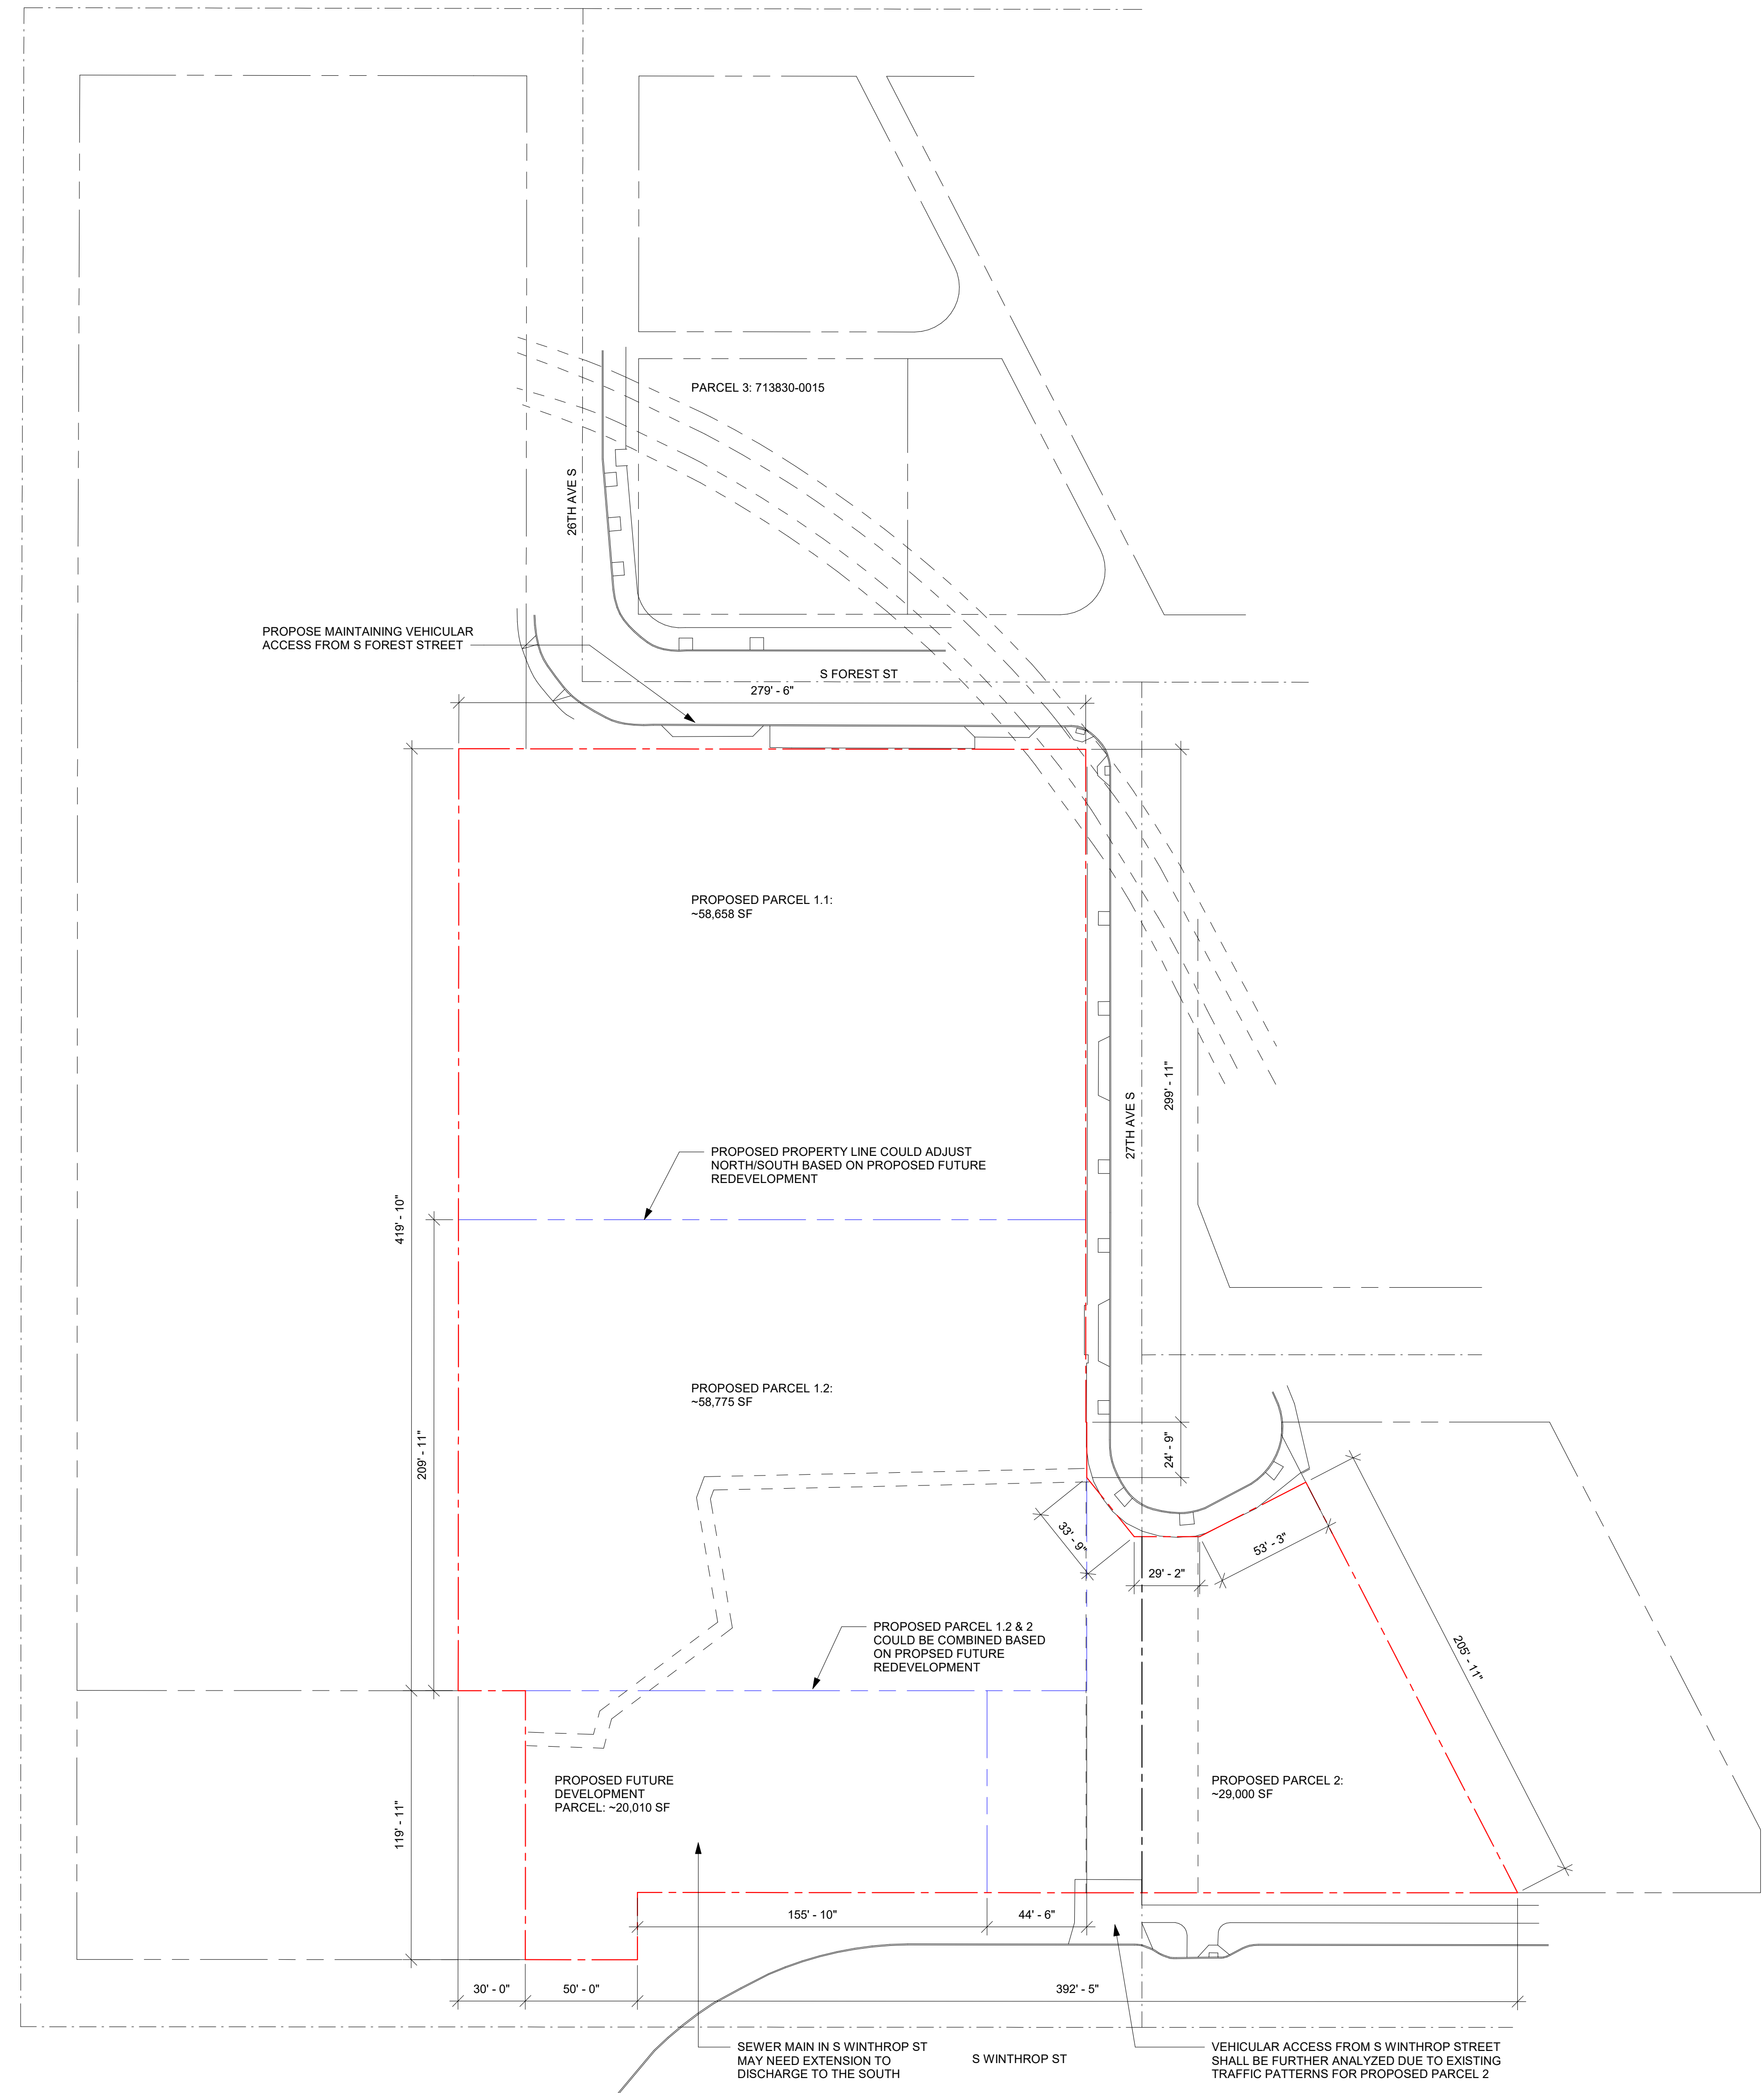 PARCEL 3: 713830-0015
26TH AVE S
PROPOSE MAINTAINING VEHICULAR
ACCESS FROM S FOREST STREET
S FOREST ST
279' - 6"
PROPOSED PARCEL 1.1:
~58,658 SF
299' - 11"
27TH AVE S
PROPOSED PROPERTY LINE COULD ADJUST
NORTH/SOUTH BASED ON PROPOSED FUTURE
REDEVELOPMENT
419' - 10"
PROPOSED PARCEL 1.2:
~58,775 SF
209' - 11"
24' - 9"
33' - 9"
53' - 3"
29' - 2"
205' - 11"
PROPOSED PARCEL 1.2 & 2
COULD BE COMBINED BASED
ON PROPSED FUTURE
REDEVELOPMENT
PROPOSED FUTURE
DEVELOPMENT
PARCEL: ~20,010 SF
PROPOSED PARCEL 2:
~29,000 SF
119' - 11"
155' - 10"
44' - 6"
30' - 0"
50' - 0"
392' - 5"
SEWER MAIN IN S WINTHROP ST
MAY NEED EXTENSION TO
DISCHARGE TO THE SOUTH
S WINTHROP ST
VEHICULAR ACCESS FROM S WINTHROP STREET
SHALL BE FURTHER ANALYZED DUE TO EXISTING
TRAFFIC PATTERNS FOR PROPOSED PARCEL 2